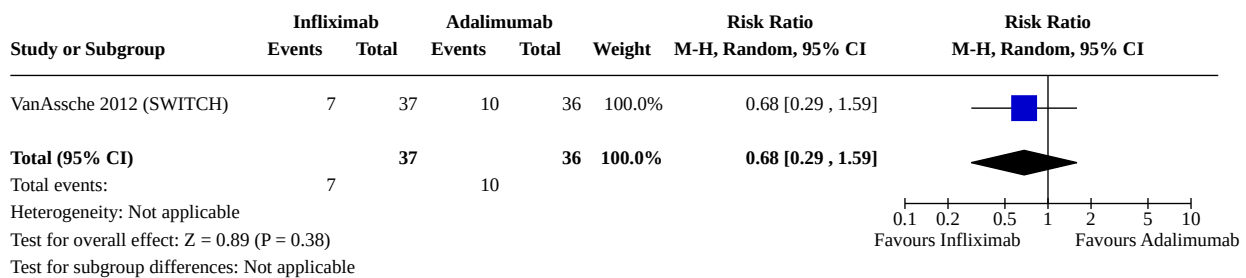 Infliximab Adalimumab Risk Ratio Risk Ratio
Study or Subgroup Events Total Events Total Weight M-H, Random, 95% CI M-H, Random, 95% CI
VanAssche 2012 (SWITCH) 7 37 10 36 100.0% 0.68 [0.29 , 1.59]
Total (95% CI) 37 36 100.0% 0.68 [0.29 , 1.59]
Total events: 7 10
Heterogeneity: Not applicable
0.1 0.2 0.5 1 2 5 10
Test for overall effect: Z = 0.89 (P = 0.38) Favours Infliximab Favours Adalimumab
Test for subgroup differences: Not applicable